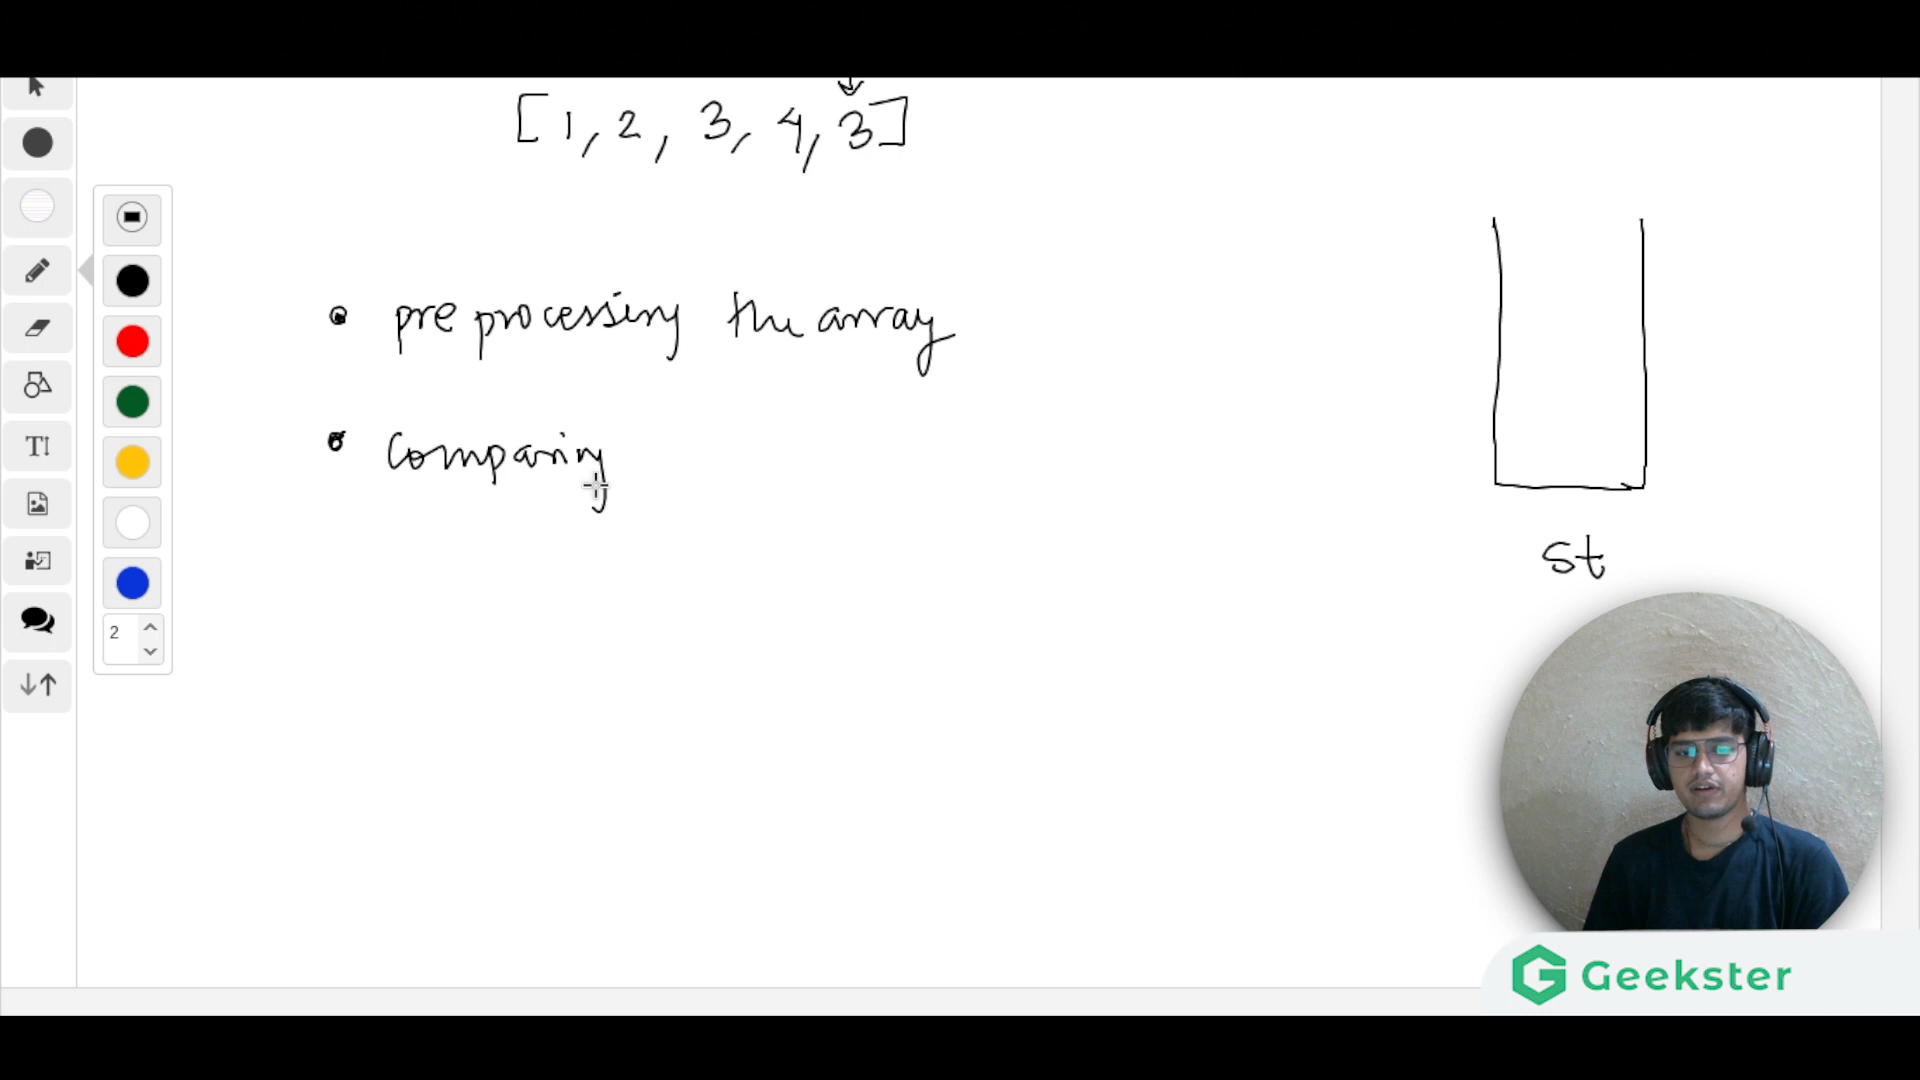 [1, 2, 3, 4, 3]
• pre processing the array
• Comparing
st
TI
2
Geekster